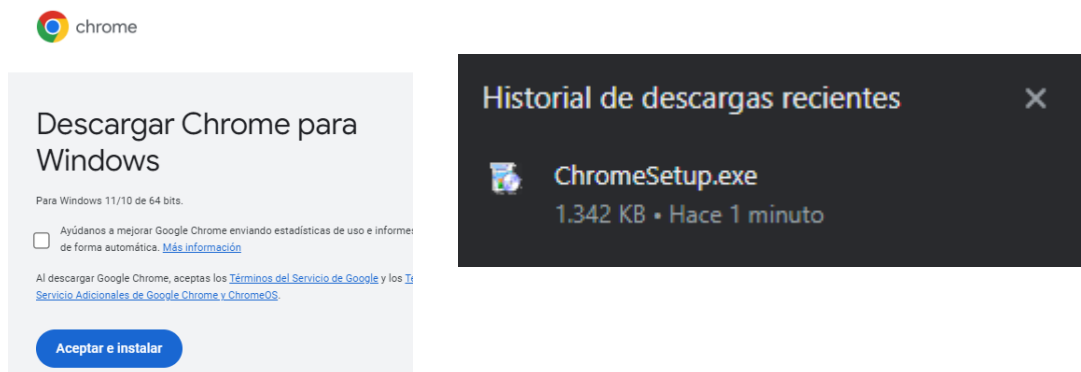 chrome
Descargar Chrome para
Windows
Para Windows 11/10 de 64 bits.
Ayúdanos a mejorar Google Chrome enviando estadísticas de uso e informes
de forma automática. Más información
Al descargar Google Chrome, aceptas los Términos del Servicio de Google y los
Servicio Adicionales de Google Chrome y ChromeOS.
Aceptar e instalar
Historial de descargas recientes
ChromeSetup.exe
1.342 KB • Hace 1 minuto